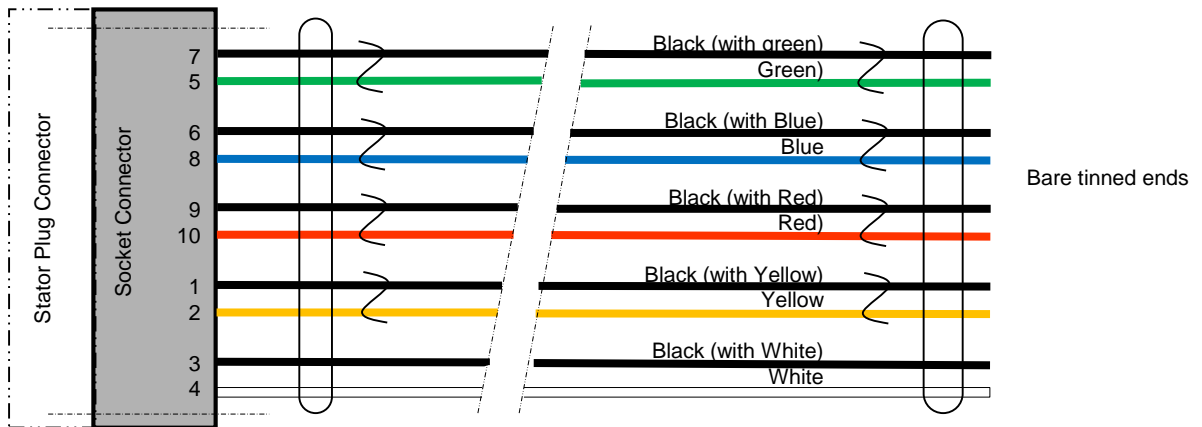 Stator Plug Connector
Socket Connector
7
Black (with green)
5
Green)
6
Black (with Blue)
8
Blue
9
Black (with Red)
10
Red)
1
Black (with Yellow)
2
Yellow
3
Black (with White)
4
White
Bare tinned ends